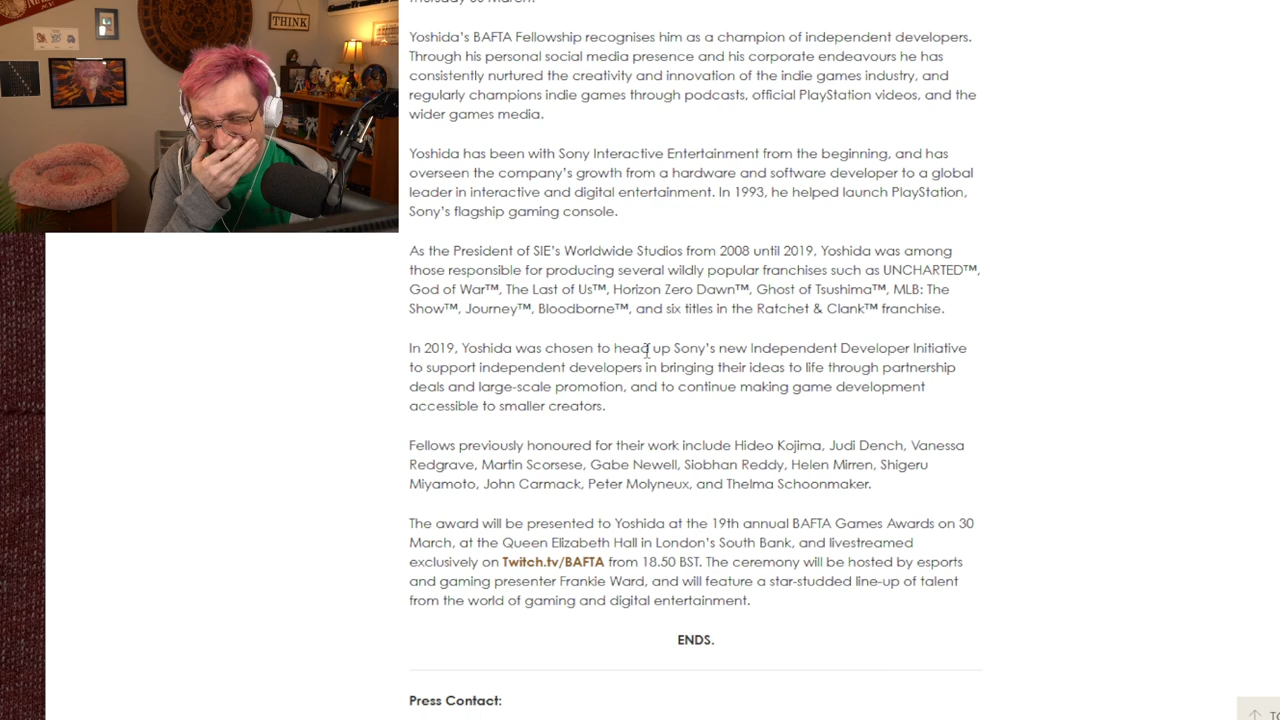 THINK
Thursday 30 March.
Yoshida's BAFTA Fellowship recognises him as a champion of independent developers.
Through his personal social media presence and his corporate endeavours he has
consistently nurtured the creativity and innovation of the indie games industry, and
regularly champions indie games through podcasts, official PlayStation videos, and the
wider games media.
Yoshida has been with Sony Interactive Entertainment from the beginning, and has
overseen the company's growth from a hardware and software developer to a global
leader in interactive and digital entertainment. In 1993, he helped launch PlayStation,
Sony's flagship gaming console.
As the President of SIE's Worldwide Studios from 2008 until 2019, Yoshida was among
those responsible for producing several wildly popular franchises such as UNCHARTED™,
God of War™, The Last of Us™, Horizon Zero Dawn™, Ghost of Tsushima™, MLB: The
Show™, Journey™, Bloodborne™, and six titles in the Ratchet & Clank™ franchise.
In 2019, Yoshida was chosen to head up Sony's new Independent Developer Initiative
to support independent developers in bringing their ideas to life through partnership
deals and large-scale promotion, and to continue making game development
accessible to smaller creators.
Fellows previously honoured for their work include Hideo Kojima, Judi Dench, Vanessa
Redgrave, Martin Scorsese, Gabe Newell, Siobhan Reddy, Helen Mirren, Shigeru
Miyamoto, John Carmack, Peter Molyneux, and Thelma Schoonmaker.
The award will be presented to Yoshida at the 19th annual BAFTA Games Awards on 30
March, at the Queen Elizabeth Hall in London's South Bank, and livestreamed
exclusively on Twitch.tv/BAFTA from 18.50 BST. The ceremony will be hosted by esports
and gaming presenter Frankie Ward, and will feature a star-studded line-up of talent
from the world of gaming and digital entertainment.
ENDS.
Press Contact: